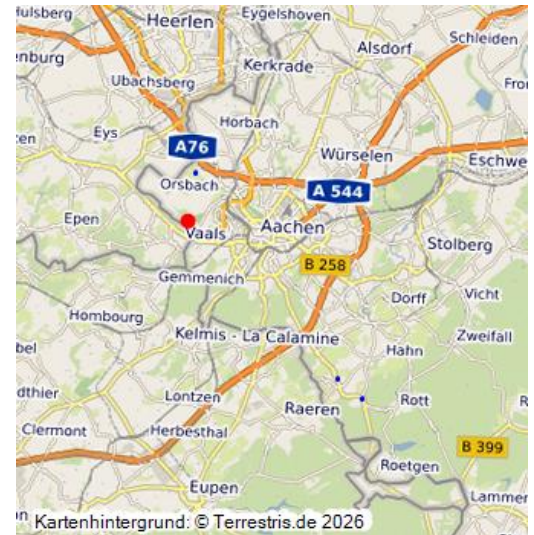 Hulsberg
Heerlen
Eygelshoven
Schleiden
Alsdorf
enburg
Kerkrade
Ubachsberg
Fro
Horbach
Eys
A76
Würselen
Eschwe
Orsbach
A 544
Epen
Vaals
Aachen
Stolberg
B 258
Gemmenich
Dorff
Vicht
Hombourg
Kelmis - La Calamine
Zweifall
bel
Hahn
dthier
Lontzen
Rott
R
Raeren
Clermont
Herbesthal
B 399
Roetgen
Eupen
Lammer
on
Kartenhintergrund: © Terrestris.de 2026